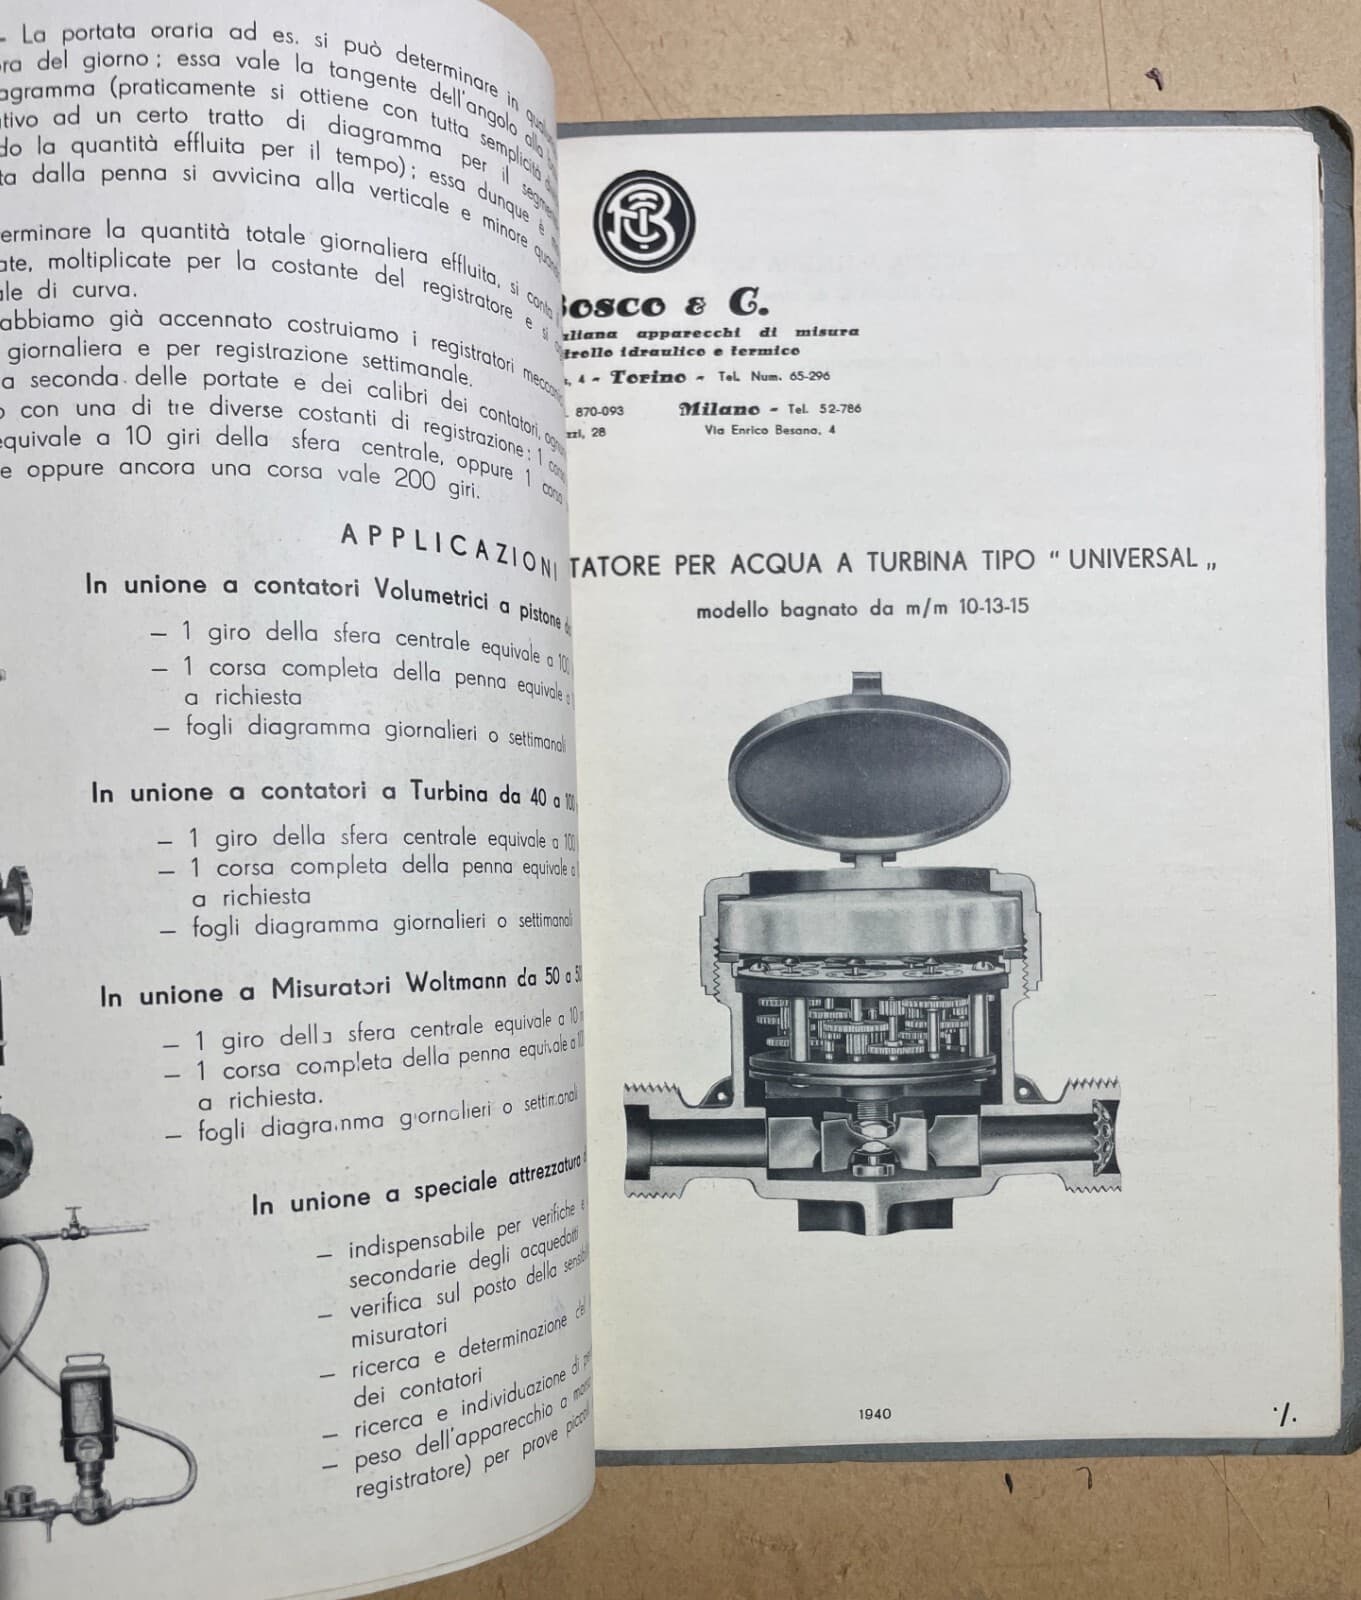 - La portata oraria ad es. si può determinare in
del giorno; essa vale la tangente dell'angolo alla
(praticamente si ottiene con tutta semplicità
ad un certo tratto di diagramma per il
la quantità effluita per il tempo); essa dunque è
dalla penna si avvicina alla verticale e minore
la quantità totale giornaliera effluita, si conta
moltiplicate per la costante del registratore e si
di curva.
abbiamo già accennato costruiamo i registratori
giornaliera e per registrazione settimanale.
a seconda delle portate e dei calibri dei contatori,
con una di tre diverse costanti di registrazione: 1
equivale a 10 giri della sfera centrale, oppure 1 corsa
e oppure ancora una corsa vale 200 giri.
APPLICAZIONI
In unione a contatori Volumetrici a pistone
— 1 giro della sfera centrale equivale a
— 1 corsa completa della penna equivale
a richiesta
— fogli diagramma giornalieri o settimanali
In unione a contatori a Turbina da 40 a 100
— 1 giro della sfera centrale equivale a 100
— 1 corsa completa della penna equivale a
a richiesta
— fogli diagramma giornalieri o settimanali
In unione a Misuratori Woltmann da 50 a
— 1 giro della sfera centrale equivale a 10
— 1 corsa completa della penna equivale a
a richiesta.
— fogli diagramma giornalieri o settimanali
In unione a speciale attrezzatura
— indispensabile per verifiche e
secondarie degli acquedotti
— verifica sul posto della
misuratori
— ricerca e determinazione del
dei contatori
— ricerca e individuazione di
— peso dell'apparecchio a
registratore) per prove piccoli
Bosco & C.
apparecchi di misura
idraulico e termico
4 - Torino - Tel. Num. 65-296
870-093 Milano - Tel. 52-786
28 Via Enrico Besana, 4
TATORE PER ACQUA A TURBINA TIPO “ UNIVERSAL „
modello bagnato da m/m 10-13-15
1940
·/.